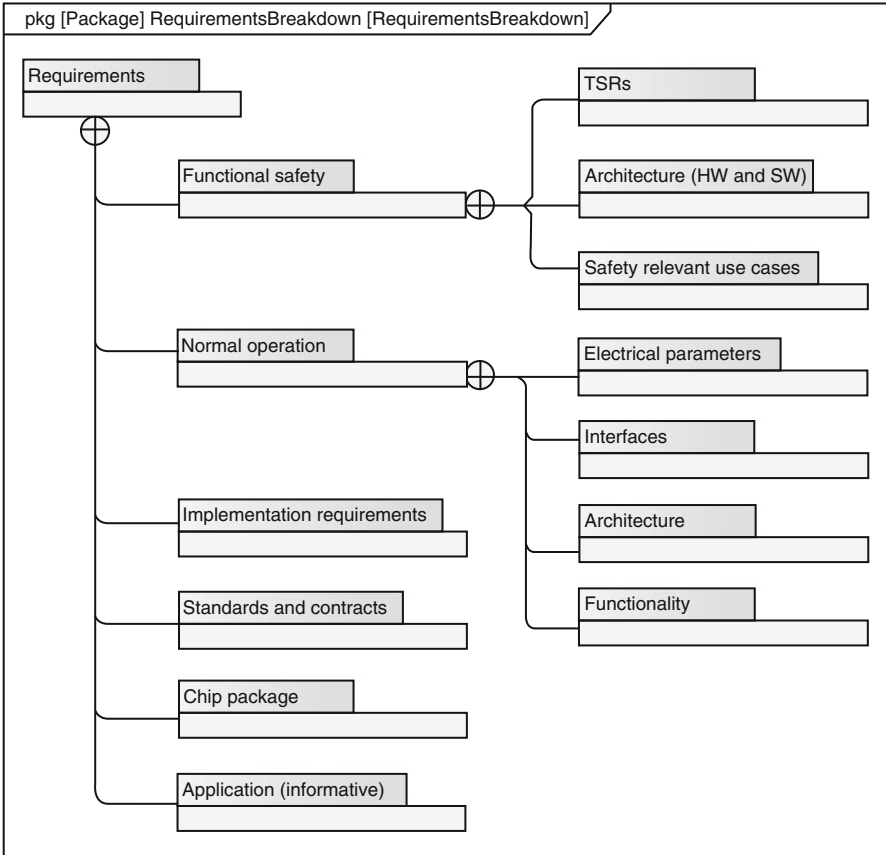 pkg [Package] RequirementsBreakdown [RequirementsBreakdown]
Requirements
Functional safety
TSRs
Architecture (HW and SW)
Safety relevant use cases
Normal operation
Electrical parameters
Interfaces
Architecture
Functionality
Implementation requirements
Standards and contracts
Chip package
Application (informative)